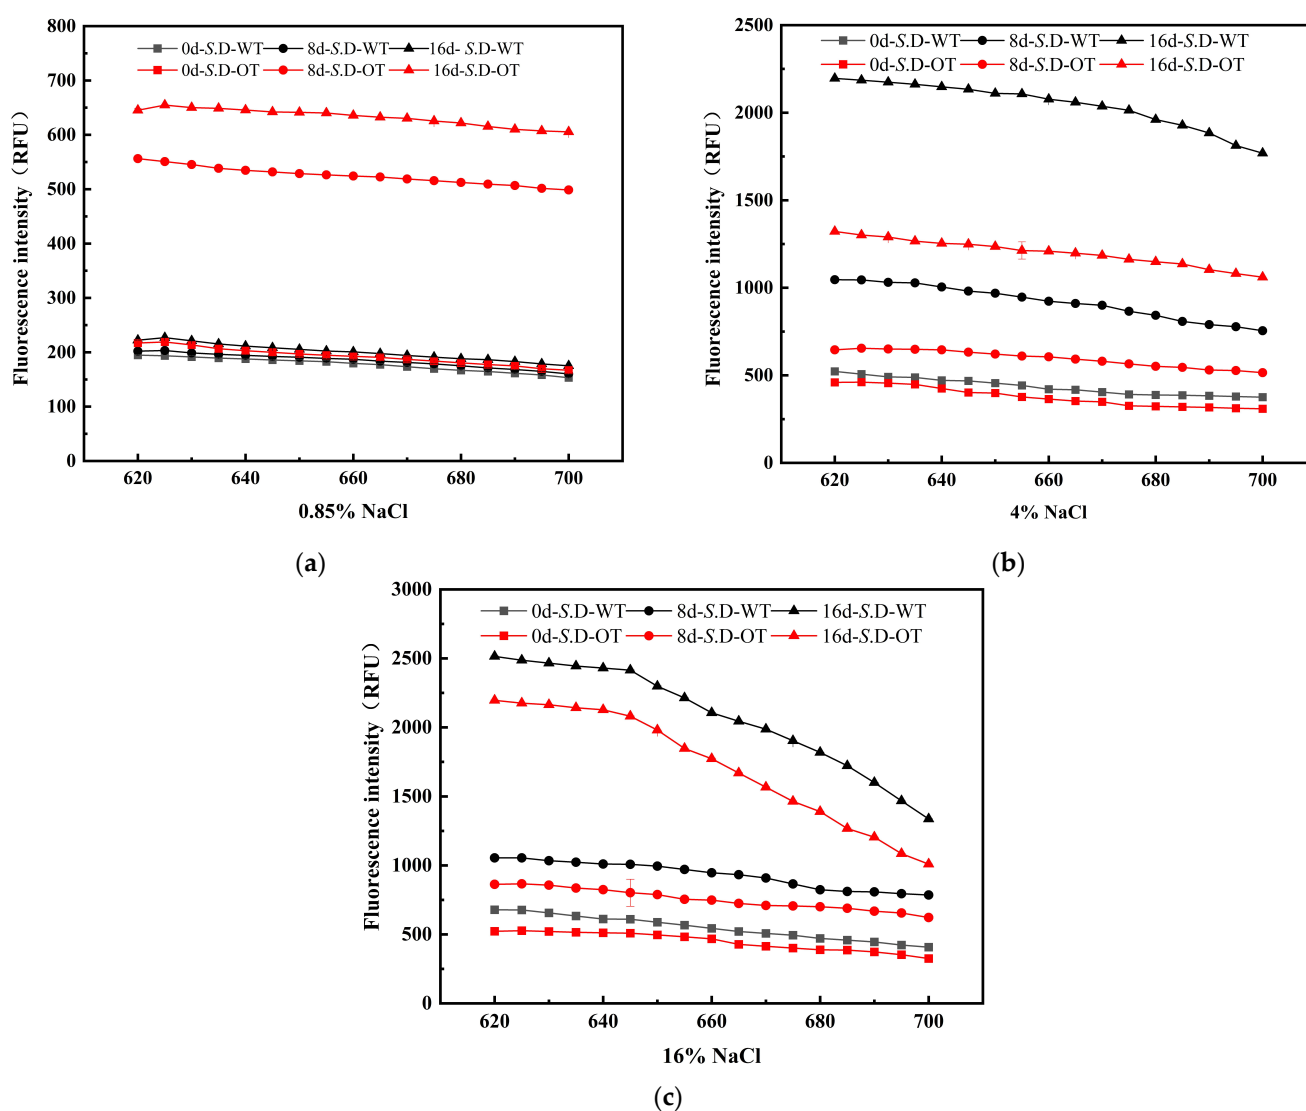 800
700
600
500
400
300
200
100
0
Fluorescence intensity（RFU）
0d-S.D-WT 8d-S.D-WT 16d- S.D-WT
0d-S.D-OT 8d-S.D-OT 16d-S.D-OT
620 640 660 680 700
0.85% NaCl
(a)
2500
2000
1500
1000
500
0
Fluorescence intensity（RFU）
0d-S.D-WT 8d-S.D-WT 16d-S.D-WT
0d-S.D-OT 8d-S.D-OT 16d-S.D-OT
620 640 660 680 700
4% NaCl
(b)
3000
2500
2000
1500
1000
500
0
Fluorescence intensity（RFU）
0d-S.D-WT 8d-S.D-WT 16d-S.D-WT
0d-S.D-OT 8d-S.D-OT 16d-S.D-OT
620 640 660 680 700
16% NaCl
(c)